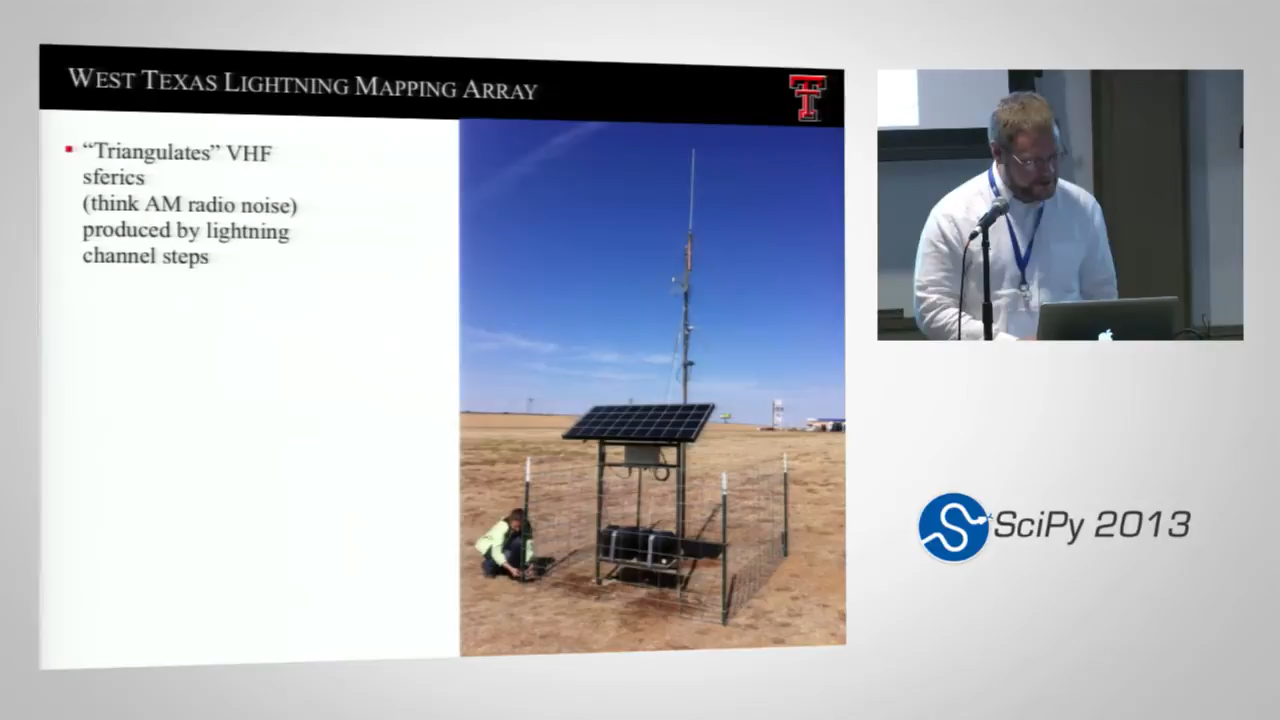 WEST TEXAS LIGHTNING MAPPING ARRAY
"Triangulates" VHF
sferics
(think AM radio noise)
produced by lightning
channel steps
SciPy 2013